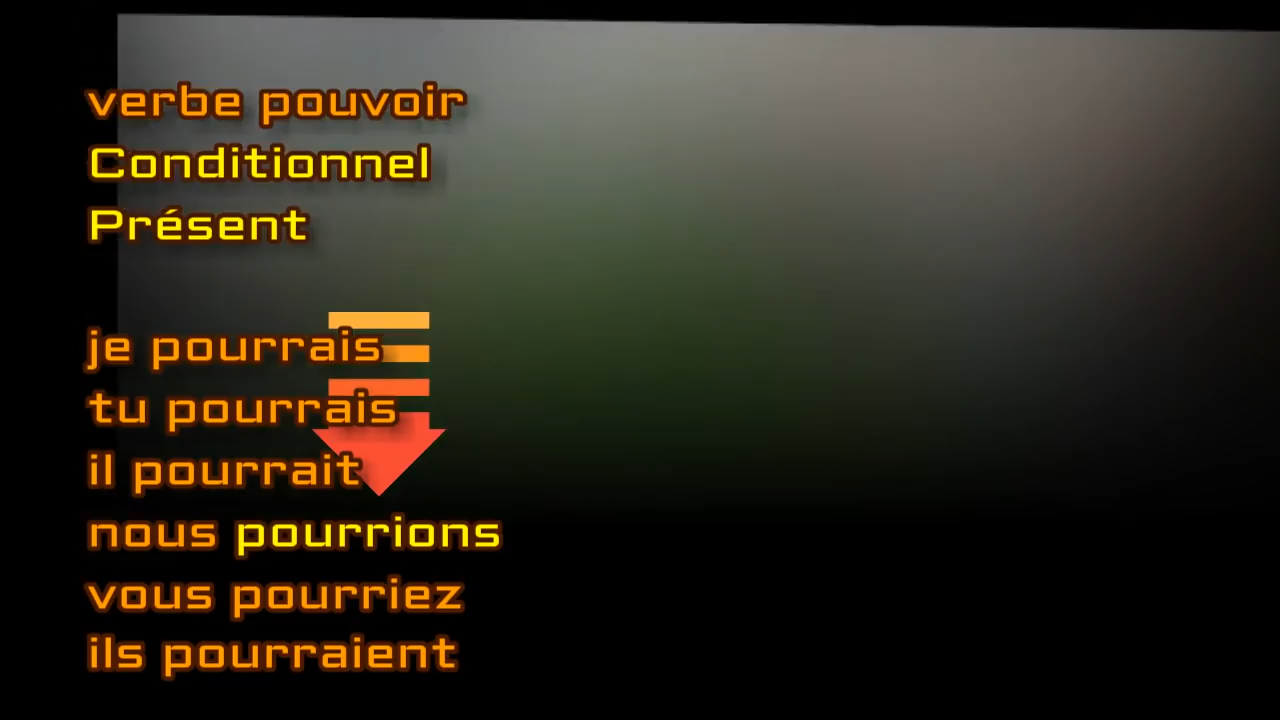 verbe pouvoir
Conditionnel
Présent
je pourrais
tu pourrais
il pourrait
nous pourrions
vous pourriez
ils pourraient